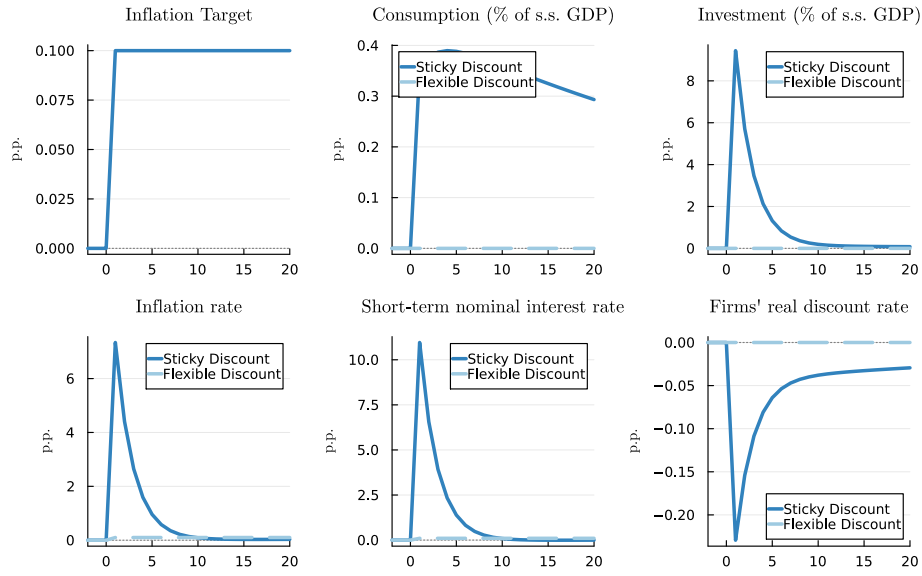 Inflation Target
p.p.
0.100
0.075
0.050
0.025
0.000
0 5 10 15 20
Consumption (% of s.s. GDP)
p.p.
0.4
0.3
0.2
0.1
0.0
Sticky Discount
Flexible Discount
0 5 10 15 20
Investment (% of s.s. GDP)
p.p.
8
6
4
2
0
Sticky Discount
Flexible Discount
0 5 10 15 20
Inflation rate
p.p.
6
4
2
0
Sticky Discount
Flexible Discount
0 5 10 15 20
Short-term nominal interest rate
p.p.
10.0
7.5
5.0
2.5
0.0
Sticky Discount
Flexible Discount
0 5 10 15 20
Firms' real discount rate
p.p.
0.00
−0.05
−0.10
−0.15
−0.20
Sticky Discount
Flexible Discount
0 5 10 15 20